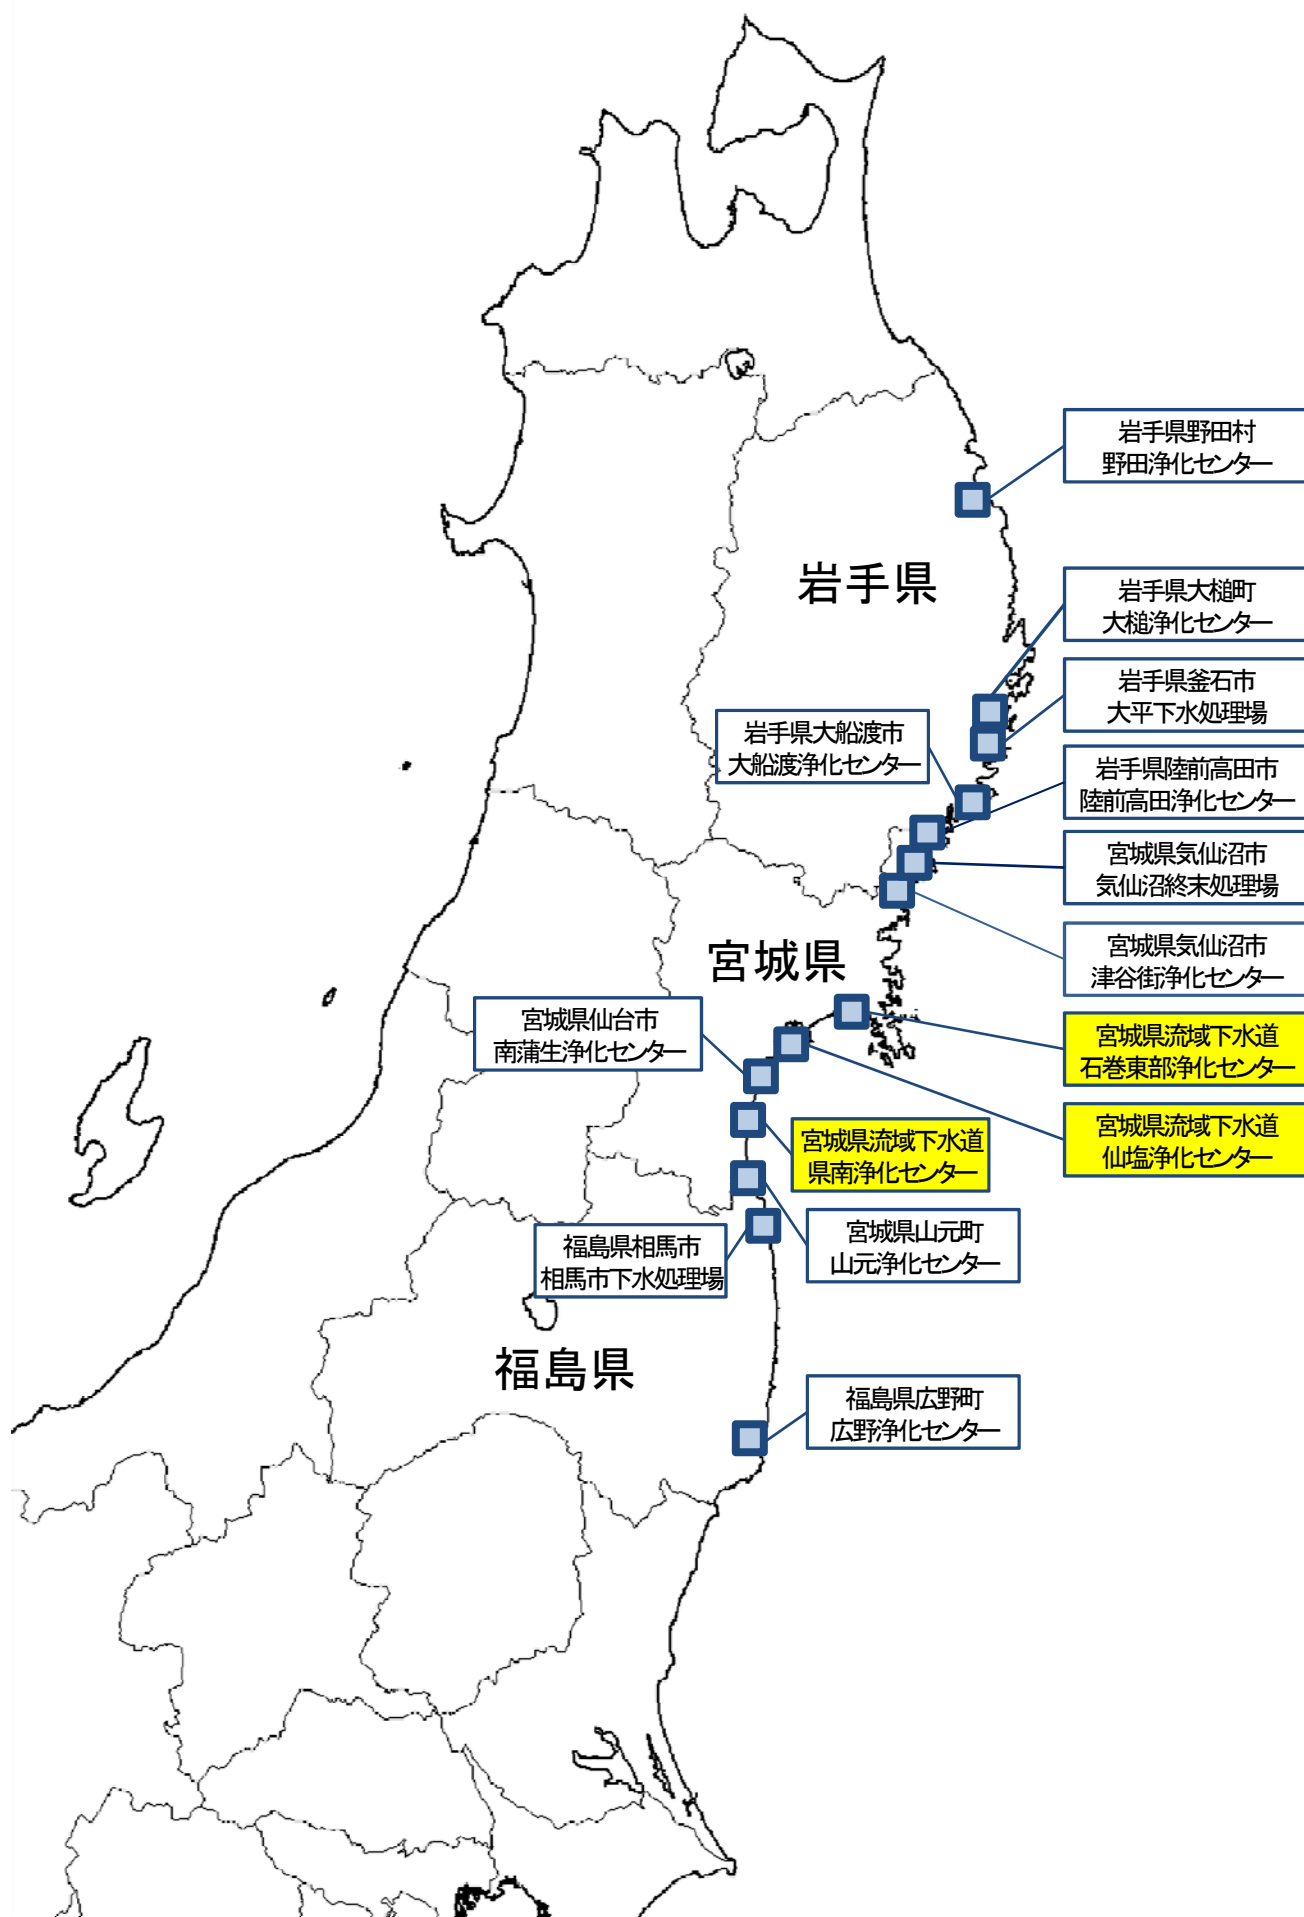 岩手県野田村
野田浄化センター
岩手県
岩手県大槌町
大槌浄化センター
岩手県釜石市
大平下水処理場
岩手県大船渡市
大船渡浄化センター
岩手県陸前高田市
陸前高田浄化センター
宮城県気仙沼市
気仙沼終末処理場
宮城県
宮城県気仙沼市
津谷街浄化センター
宮城県仙台市
南蒲生浄化センター
宮城県流域下水道
石巻東部浄化センター
宮城県流域下水道
仙塩浄化センター
宮城県流域下水道
県南浄化センター
宮城県山元町
山元浄化センター
福島県相馬市
相馬市下水処理場
福島県
福島県広野町
広野浄化センター